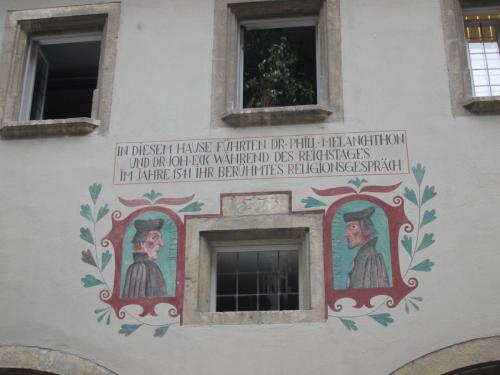 IN DIESEM HAUSE FÜHRTEN DR·PHIL·MELANCHTHON
UND DR·JOH·ECK WÄHREND DES REICHSTAGES
IM JAHRE 1541 IHR BERÜHMTES RELIGIONSGESPRÄCH